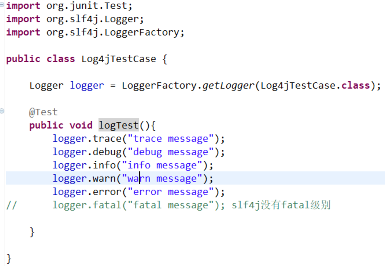 import org.junit.Test;
import org.slf4j.Logger;
import org.slf4j.LoggerFactory;
public class Log4jTestCase {
Logger logger = LoggerFactory.getLogger(Log4jTestCase.class);
@Test
public void logTest(){
logger.trace("trace message");
logger.debug("debug message");
logger.info("info message");
logger.warn("warn message");
logger.error("error message");
// logger.fatal("fatal message"); slf4j没有fatal级别
}
}